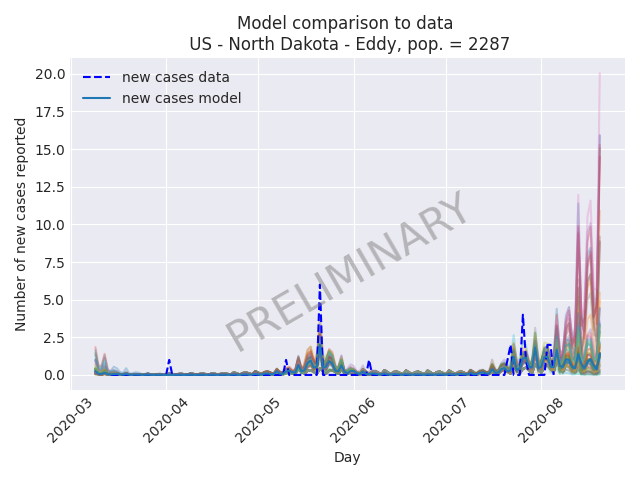 Model comparison to data
US - North Dakota - Eddy, pop. = 2287
new cases data
new cases model
PRELIMINARY
Number of new cases reported
20.0
17.5
15.0
12.5
10.0
7.5
5.0
2.5
0.0
2020-03
2020-04
2020-05
2020-06
2020-07
2020-08
Day